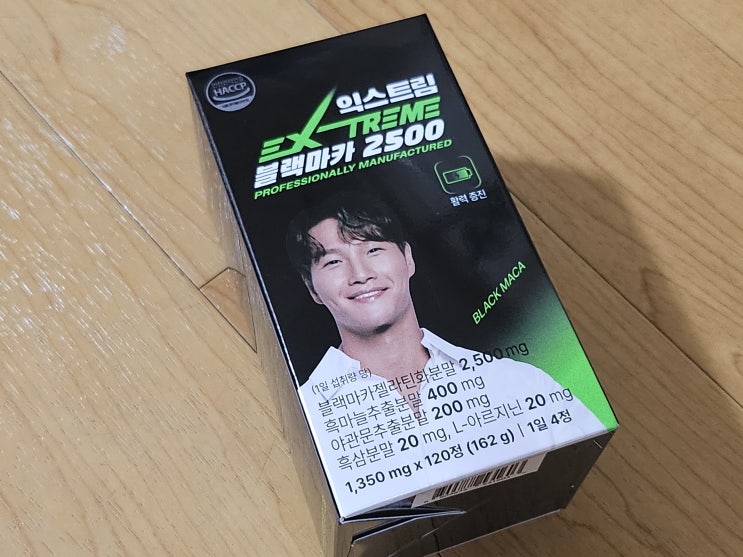 HACCP
익스트림
EXTREME
블랙마카 2500
PROFESSIONALLY MANUFACTURED
활력 증진
BLACK MACA
(1일 섭취량 당)
블랙마카젤라틴화분말 2,500 mg
흑마늘추출분말 400 mg
야관문추출분말 200 mg
흑삼분말 20 mg, L-아르지닌 20 mg
1,350 mg x 120정 (162 g) | 1일 4정